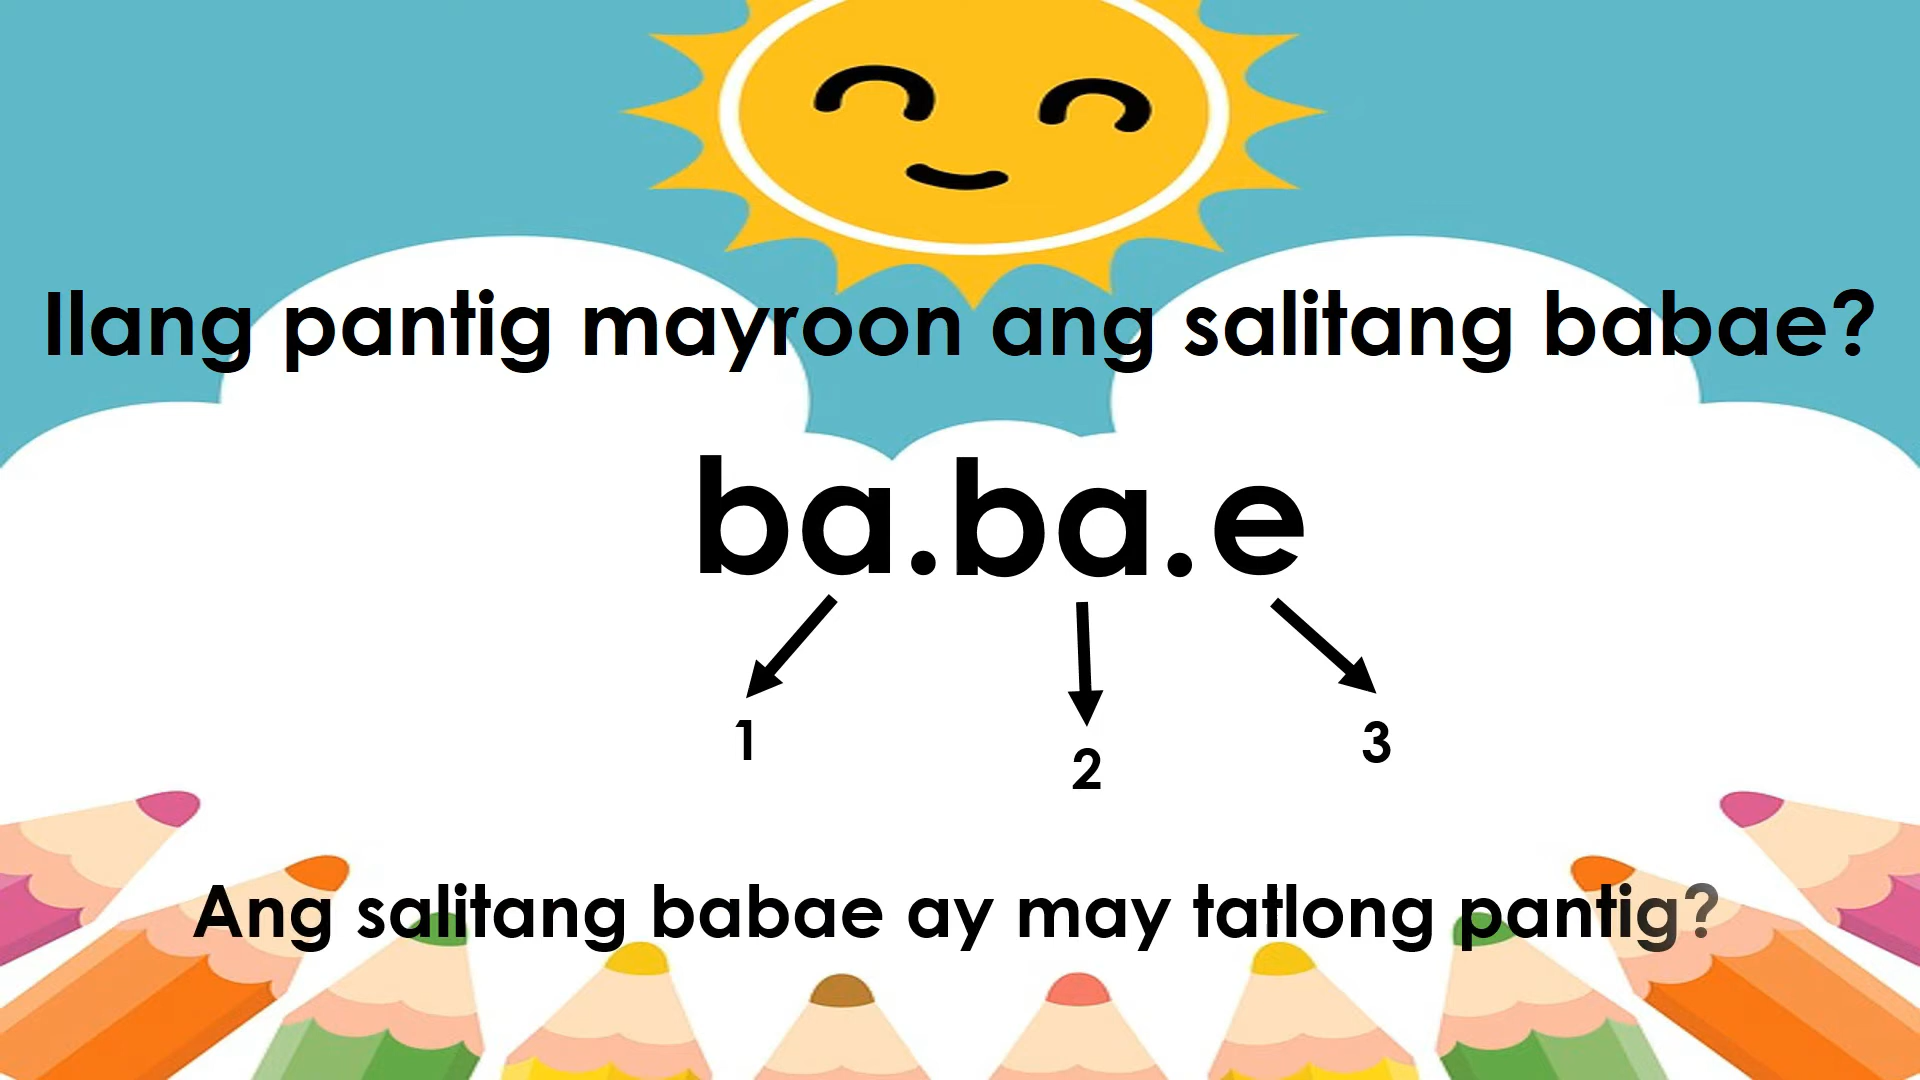 Ilang pantig mayroon ang salitang babae?
ba.ba.e
1 2 3
Ang salitang babae ay may tatlong pantig?